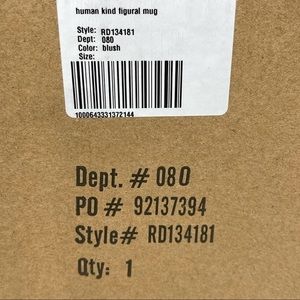 human kind figural mug
Style: RD134181
Dept: 080
Color: blush
Size:
1000643331372144
Dept. # 080
PO # 92137394
Style# RD134181
Qty: 1